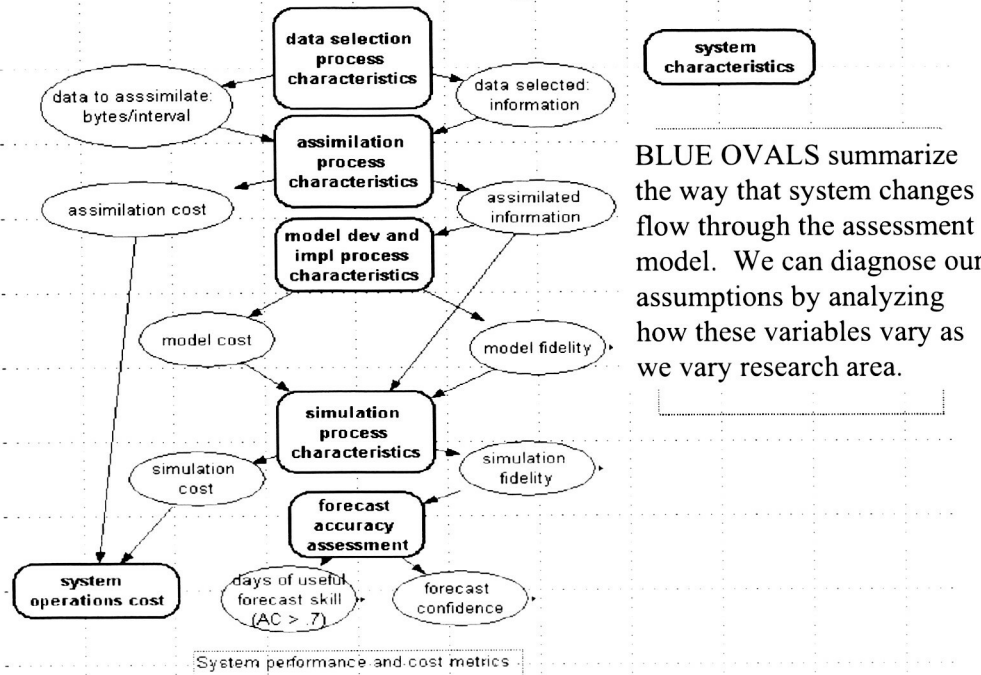 data selection
process
characteristics
system
characteristics
data to asssimilate:
bytes/interval
data selected:
information
assimilation
process
characteristics
BLUE OVALS summarize
the way that system changes
flow through the assessment
model. We can diagnose our
assumptions by analyzing
how these variables vary as
we vary research area.
assimilation cost
assimilated
information
model dev and
impl process
characteristics
model cost
model fidelity
simulation
process
characteristics
simulation
cost
simulation
fidelity
forecast
accuracy
assessment
system
operations cost
days of useful
forecast skill
(AC > .7)
forecast
confidence
System performance and cost metrics